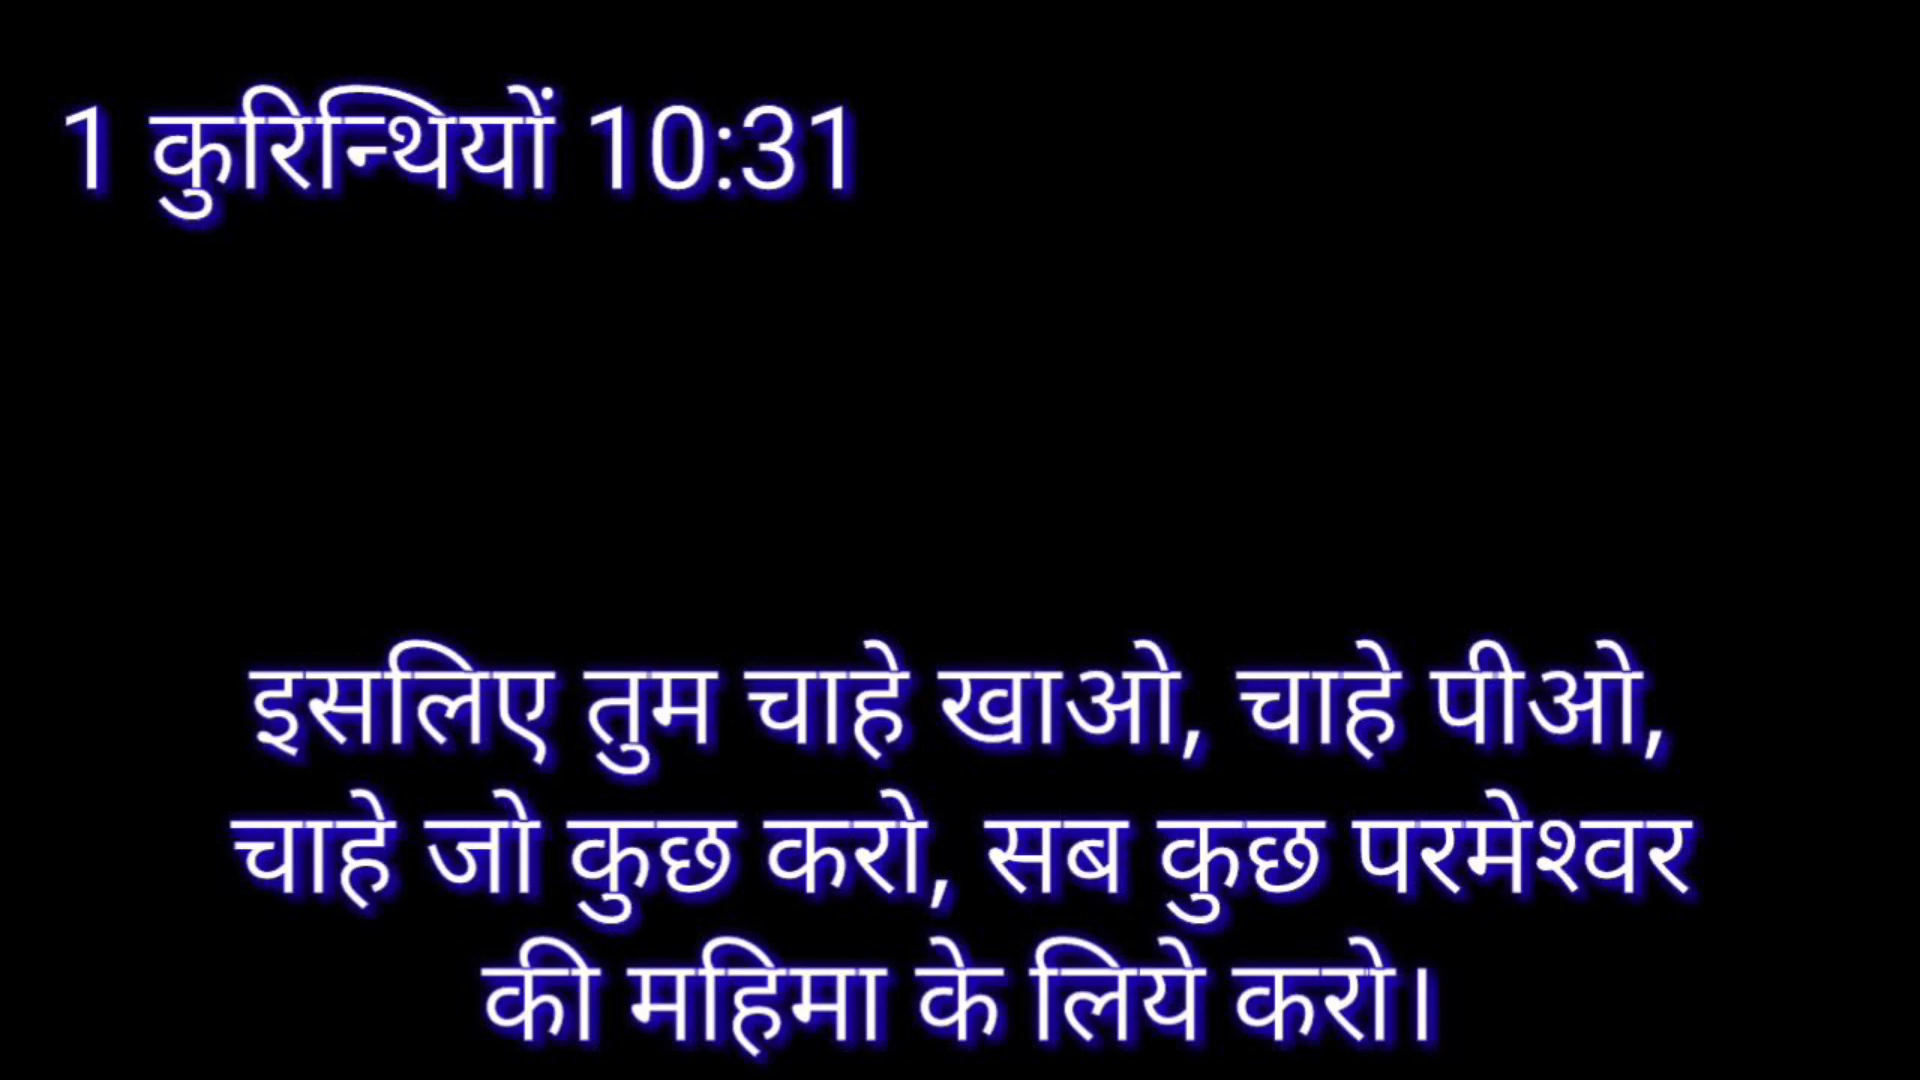 1 कुरिन्थियों 10:31
इसलिए तुम चाहे खाओ, चाहे पीओ,
चाहे जो कुछ करो, सब कुछ परमेश्वर
की महिमा के लिये करो।